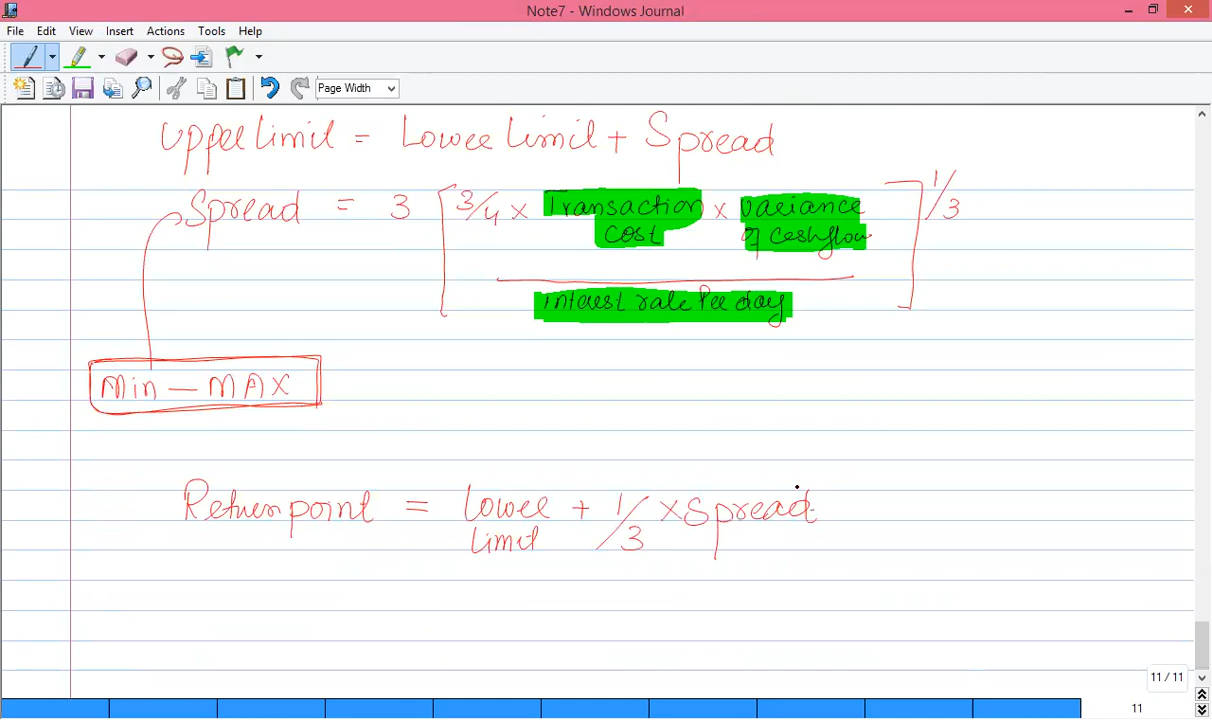 Note7 - Windows Journal
File Edit View Insert Actions Tools Help
Page Width
Upper limit = Lower limit + Spread
Spread = 3 [ 3/4 × Transaction cost × variance of cashflow ] 1/3
interest rate Per day
Min — MAX
Return point = lower limit + 1/3 × Spread
11 / 11
11